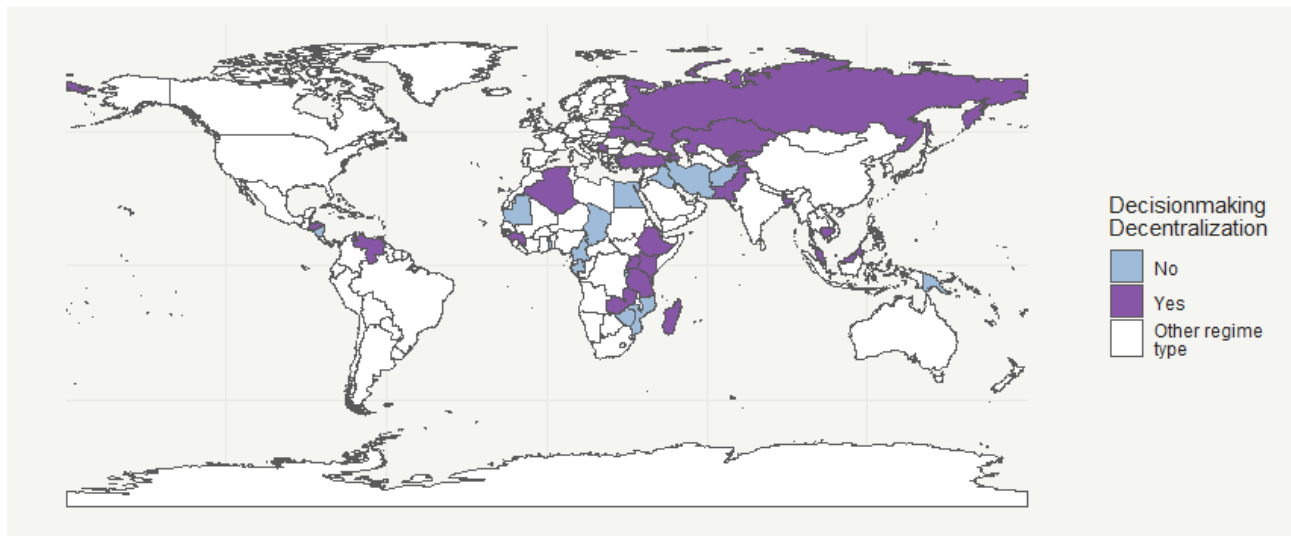 Decisionmaking
Decentralization
No
Yes
Other regime
type